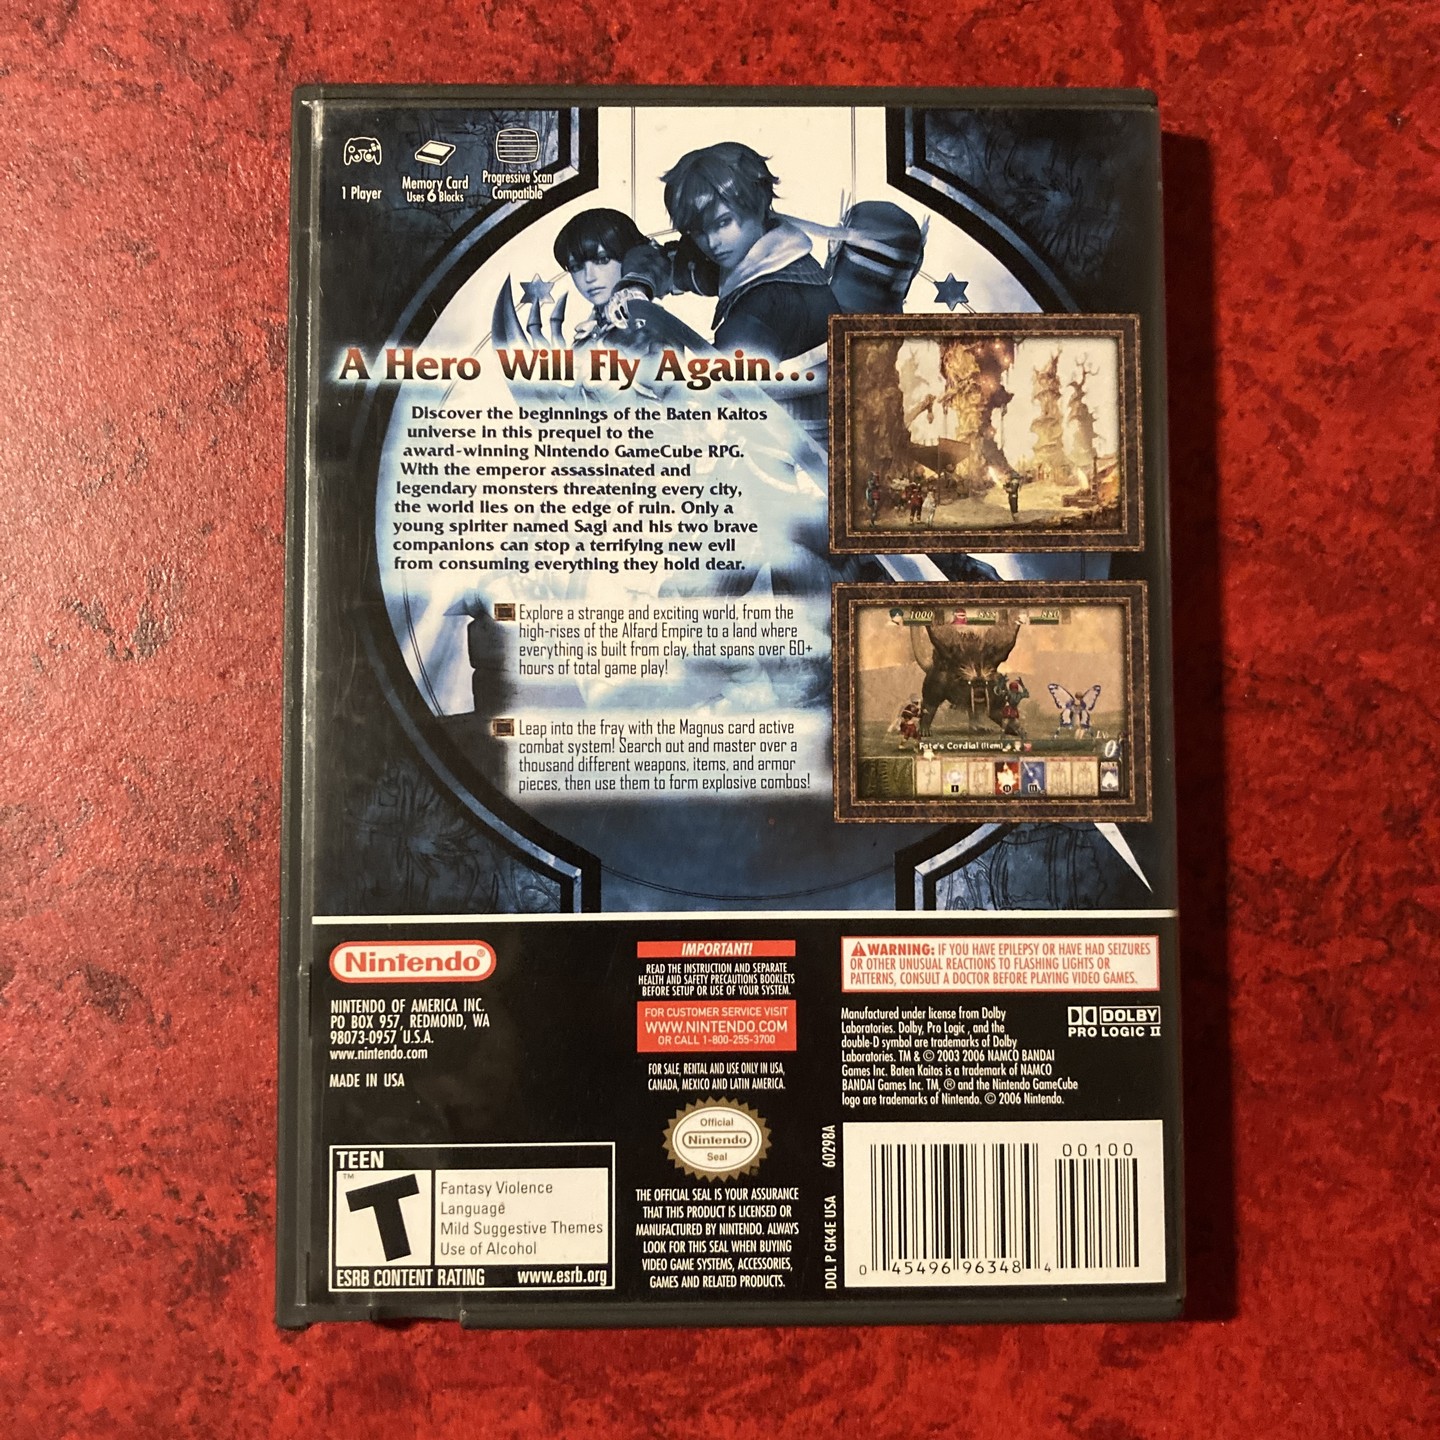 1 Player
Memory Card
Uses 6 Blocks
Progressive Scan
Compatible
A Hero Will Fly Again...
Discover the beginnings of the Baten Kaitos
universe in this prequel to the
award-winning Nintendo GameCube RPG.
With the emperor assassinated and
legendary monsters threatening every city,
the world lies on the edge of ruin. Only a
young spiriter named Sagi and his two brave
companions can stop a terrifying new evil
from consuming everything they hold dear.
Explore a strange and exciting world, from the
high-rises of the Alfard Empire to a land where
everything is built from clay, that spans over 60+
hours of total game play!
1000
880
Fate's Cordial (Item)
Lv.
0
Leap into the fray with the Magnus card active
combat system! Search out and master over a
thousand different weapons, items, and armor
pieces, then use them to form explosive combos!
Nintendo®
NINTENDO OF AMERICA INC.
PO BOX 957, REDMOND, WA
98073-0957 U.S.A.
www.nintendo.com
MADE IN USA
TEEN
T
™
Fantasy Violence
Language
Mild Suggestive Themes
Use of Alcohol
ESRB CONTENT RATING www.esrb.org
IMPORTANT!
READ THE INSTRUCTION AND SEPARATE
HEALTH AND SAFETY PRECAUTIONS BOOKLETS
BEFORE SETUP OR USE OF YOUR SYSTEM.
FOR CUSTOMER SERVICE VISIT
WWW.NINTENDO.COM
OR CALL 1-800-255-3700
FOR SALE, RENTAL AND USE ONLY IN USA,
CANADA, MEXICO AND LATIN AMERICA.
Official
Nintendo
Seal
THE OFFICIAL SEAL IS YOUR ASSURANCE
THAT THIS PRODUCT IS LICENSED OR
MANUFACTURED BY NINTENDO. ALWAYS
LOOK FOR THIS SEAL WHEN BUYING
VIDEO GAME SYSTEMS, ACCESSORIES,
GAMES AND RELATED PRODUCTS.
WARNING: IF YOU HAVE EPILEPSY OR HAVE HAD SEIZURES
OR OTHER UNUSUAL REACTIONS TO FLASHING LIGHTS OR
PATTERNS, CONSULT A DOCTOR BEFORE PLAYING VIDEO GAMES.
Manufactured under license from Dolby
Laboratories. Dolby, Pro Logic , and the
double-D symbol are trademarks of Dolby
Laboratories. TM & © 2003 2006 NAMCO BANDAI
Games Inc. Baten Kaitos is a trademark of NAMCO
BANDAI Games Inc. TM, ® and the Nintendo GameCube
logo are trademarks of Nintendo. © 2006 Nintendo.
DOLBY
PRO LOGIC II
DOL P GK4E USA 60298A
00100
0 45496 96348 4